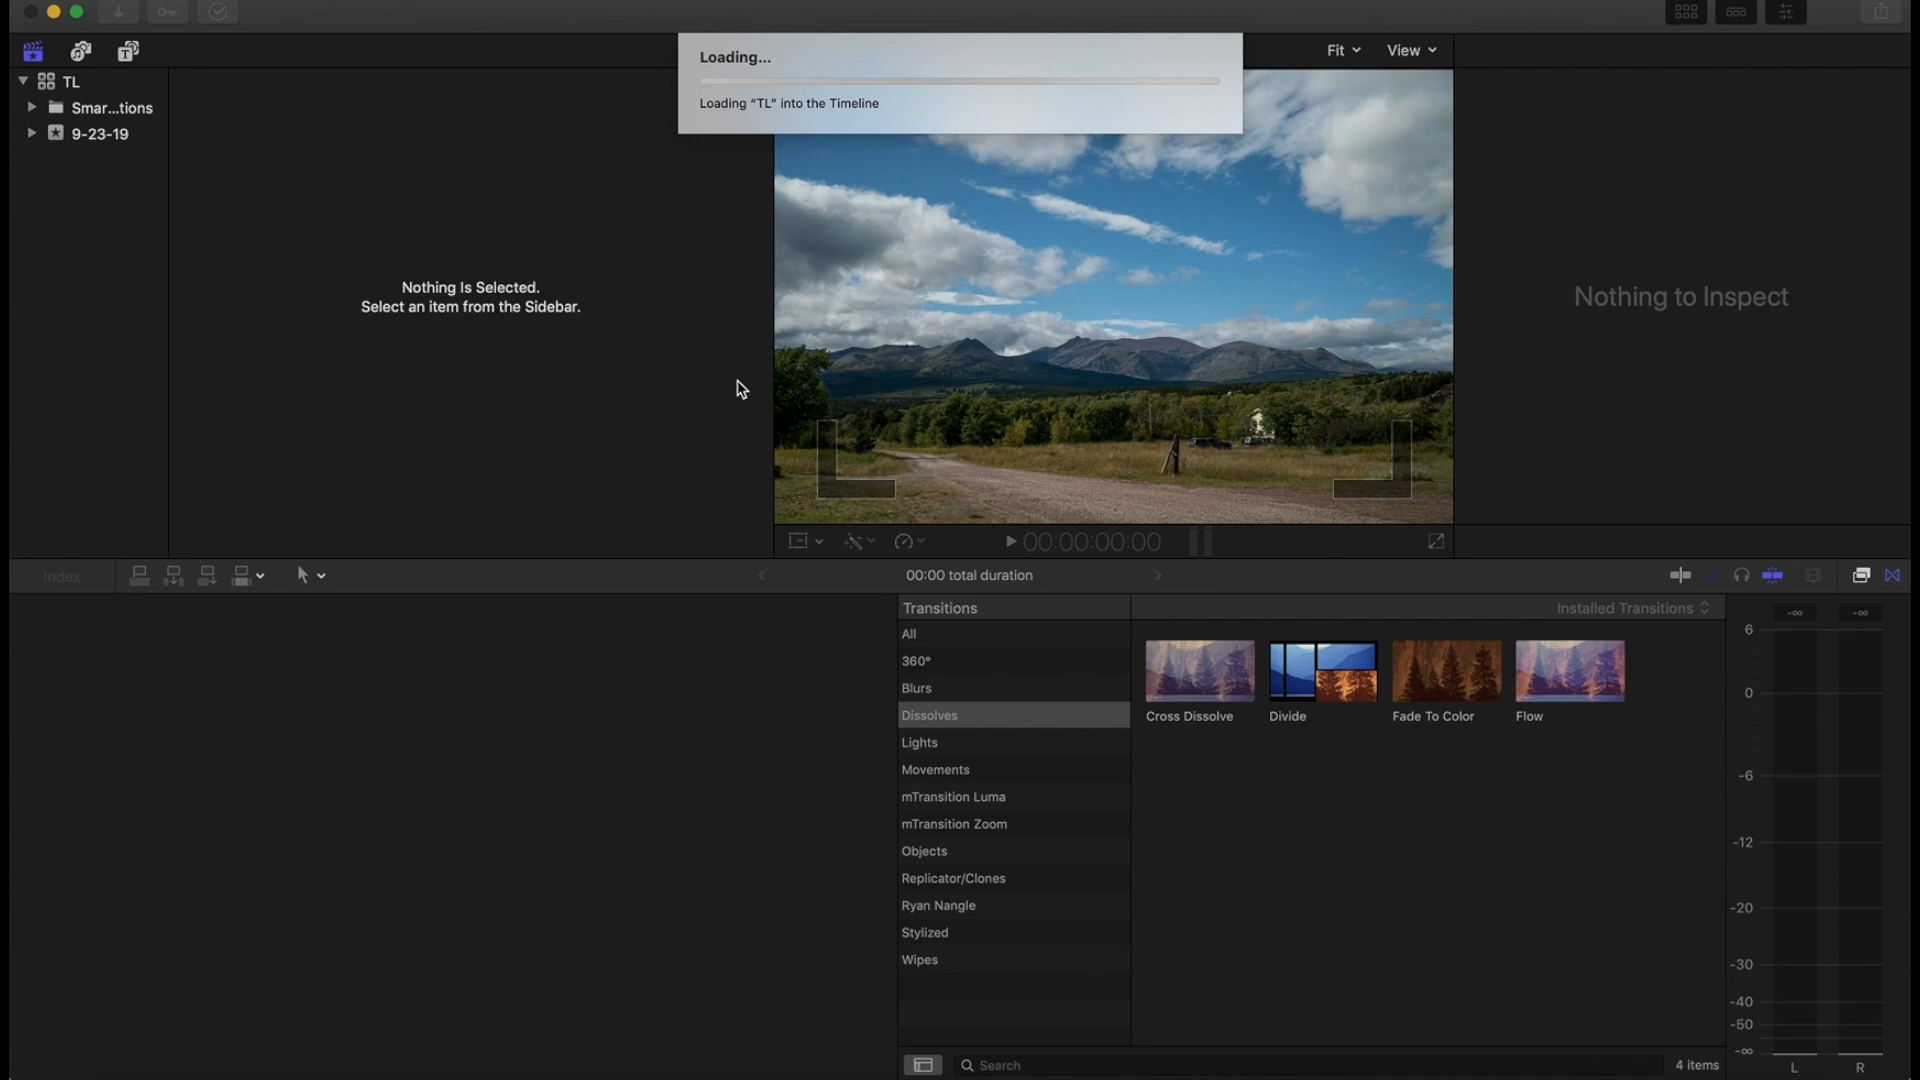 Loading...
Loading “TL” into the Timeline
Fit
View
TL
Smar...tions
9-23-19
Nothing Is Selected.
Select an item from the Sidebar.
Nothing to Inspect
00:00:00:00
Index
00:00 total duration
Transitions
Installed Transitions
All
360°
Blurs
Dissolves
Lights
Movements
mTransition Luma
mTransition Zoom
Objects
Replicator/Clones
Ryan Nangle
Stylized
Wipes
Cross Dissolve
Divide
Fade To Color
Flow
-∞ -∞
6
0
-6
-12
-20
-30
-40
-50
-∞
L R
Search
4 items